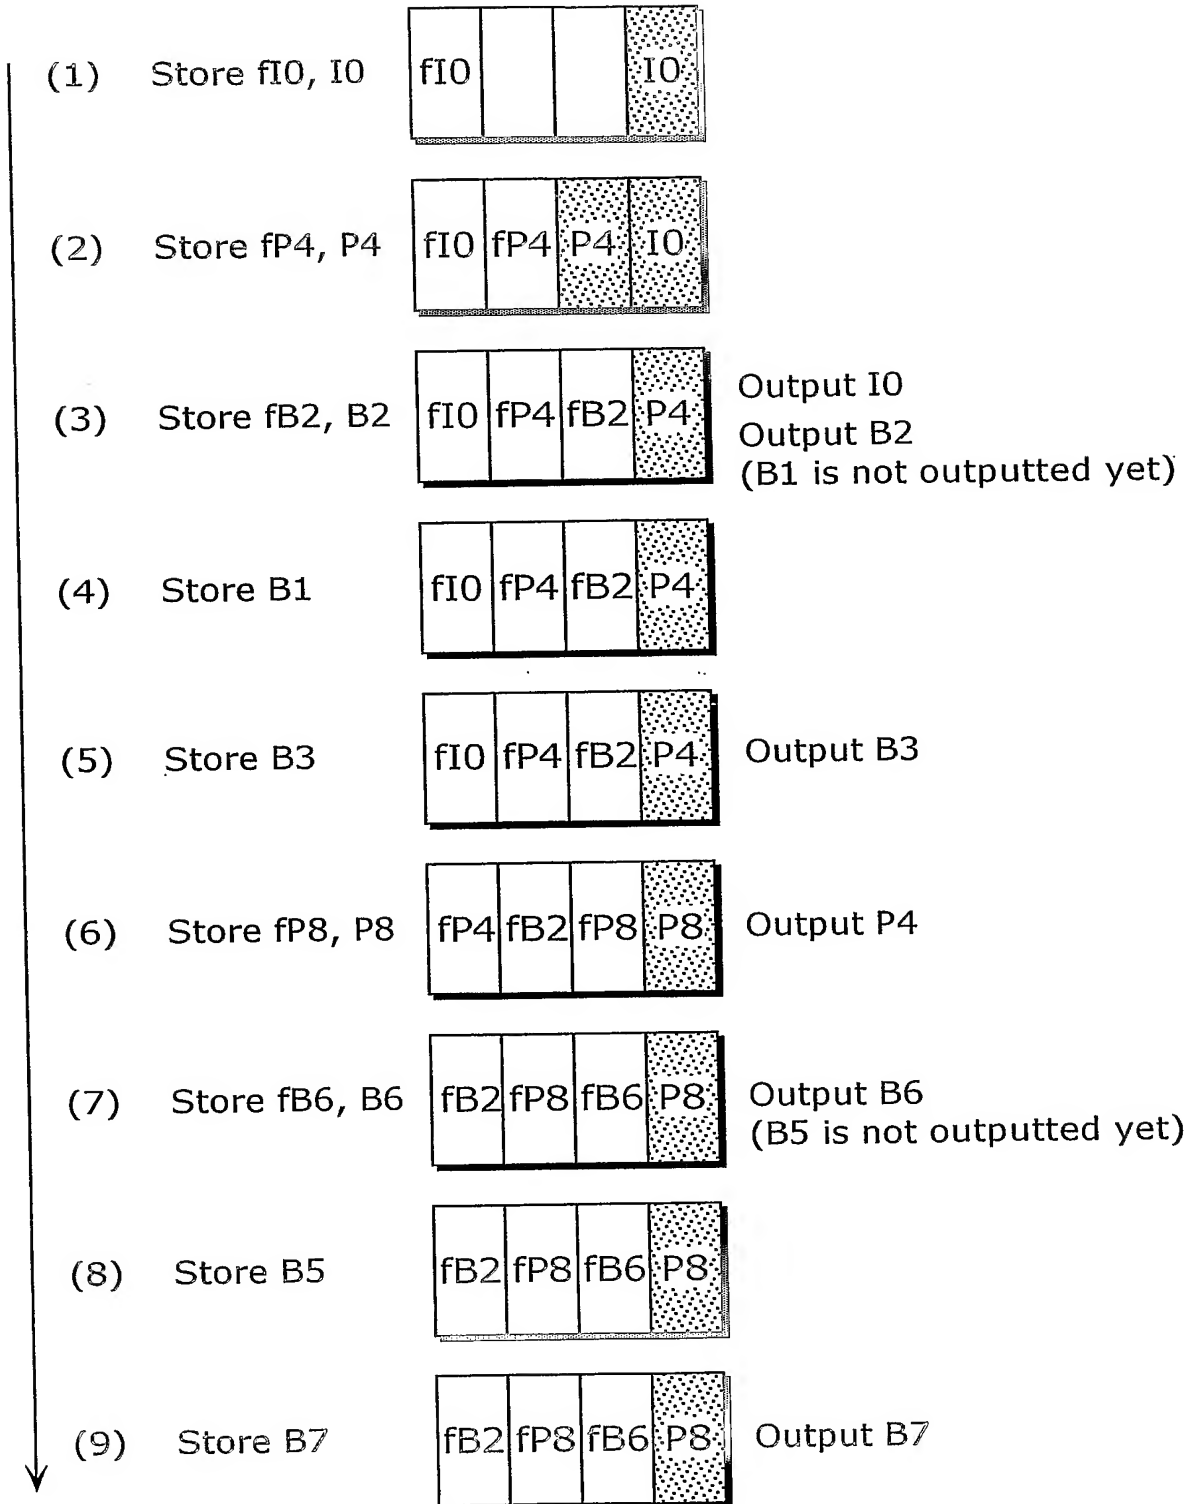 (1) Store fI0, I0 fI0 I0
(2) Store fP4, P4 fI0 fP4 P4 I0
(3) Store fB2, B2 fI0 fP4 fB2 P4 Output I0
Output B2
(B1 is not outputted yet)
(4) Store B1 fI0 fP4 fB2 P4
(5) Store B3 fI0 fP4 fB2 P4 Output B3
(6) Store fP8, P8 fP4 fB2 fP8 P8 Output P4
(7) Store fB6, B6 fB2 fP8 fB6 P8 Output B6
(B5 is not outputted yet)
(8) Store B5 fB2 fP8 fB6 P8
(9) Store B7 fB2 fP8 fB6 P8 Output B7